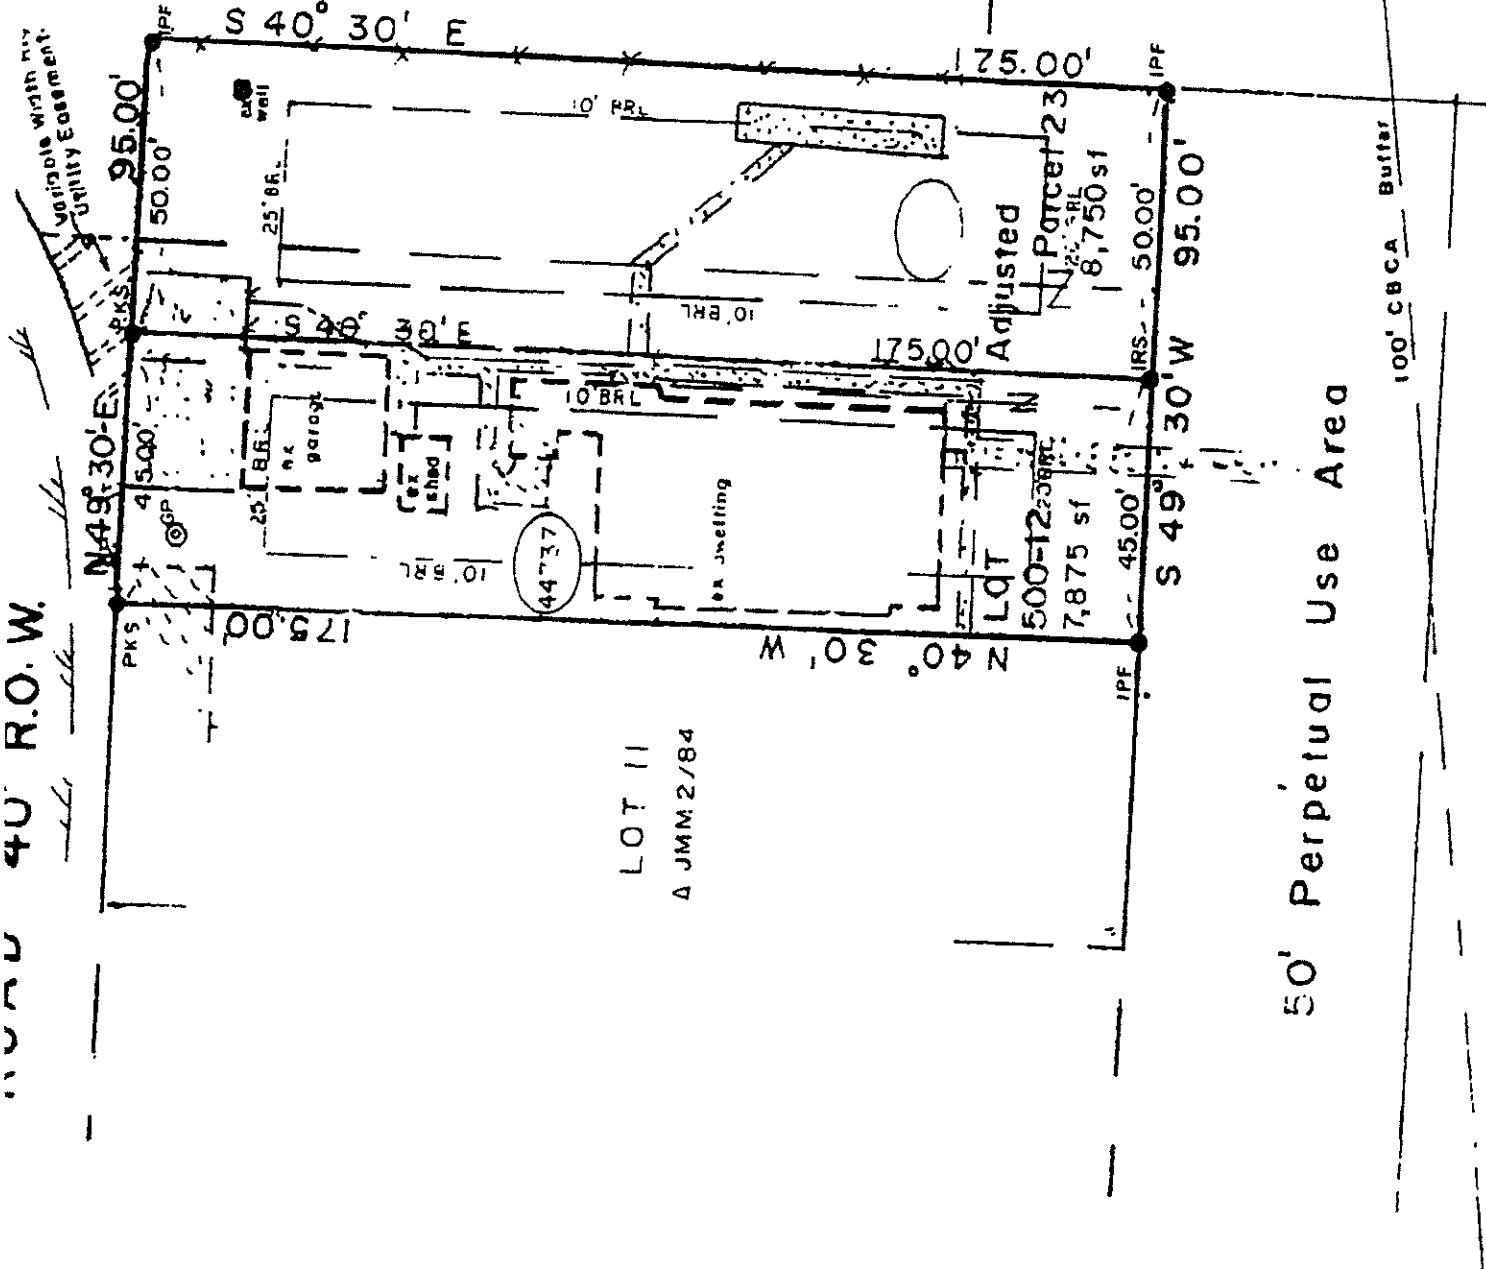 S 40° 30' E
175.00'
IPF
IPF
Variable Width
Utility Easement.
95.00'
50.00'
ex
well
10' BRL
25' BRL
Adjusted
Parcel 23
8,750 sf
50.00'
95.00'
10' BRL
PKS
S 40° 30' E
175.00'
IRS
10' BRL
N 49° 30' E
45.00'
GP
25'
ex
garage
ex
shed
44737
10' BRL
ex dwelling
LOT
500-12
7,875 sf
45.00'
S 49° 30' W
PKS
175.00'
N 40° 30' W
IPF
LOT 11
Δ JMM 2/84
ROAD 40' R.O.W.
50' Perpetual Use Area
100' CBCA Buffer